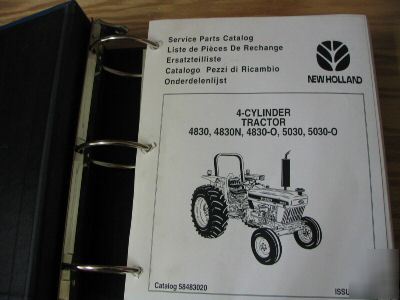 Service Parts Catalog
Liste de Pièces De Rechange
Ersatzteilliste
Catalogo Pezzi di Ricambio
Onderdelenlijst
NEW HOLLAND
4-CYLINDER
TRACTOR
4830, 4830N, 4830-O, 5030, 5030-O
Catalog 58483020
ISSU